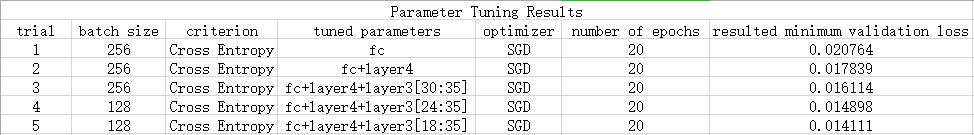 Parameter Tuning Results
trial batch size criterion tuned parameters optimizer number of epochs resulted minimum validation loss
1 256 Cross Entropy fc SGD 20 0.020764
2 256 Cross Entropy fc+layer4 SGD 20 0.017839
3 256 Cross Entropy fc+layer4+layer3[30:35] SGD 20 0.016114
4 128 Cross Entropy fc+layer4+layer3[24:35] SGD 20 0.014898
5 128 Cross Entropy fc+layer4+layer3[18:35] SGD 20 0.014111